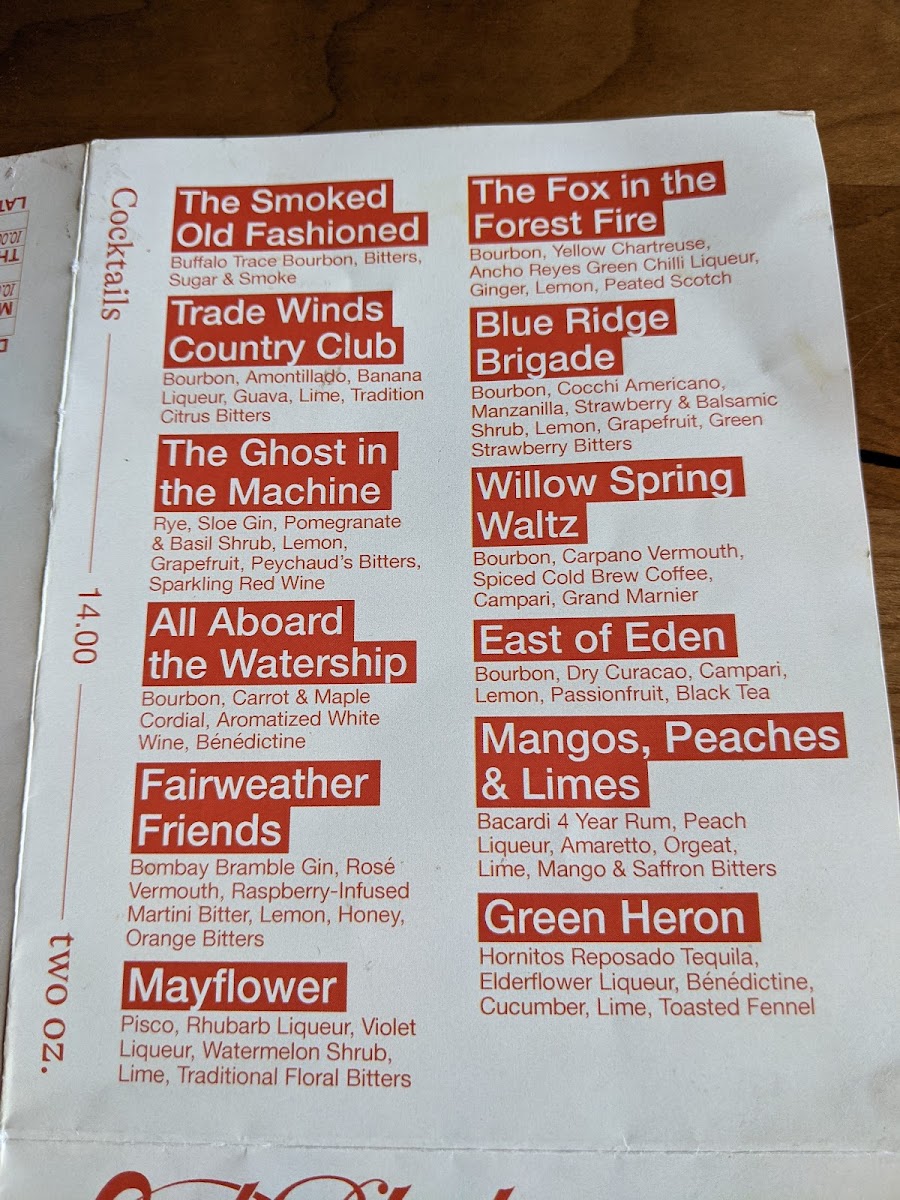 Cocktails
14.00
two oz.
The Smoked
Old Fashioned
Buffalo Trace Bourbon, Bitters,
Sugar & Smoke
Trade Winds
Country Club
Bourbon, Amontillado, Banana
Liqueur, Guava, Lime, Tradition
Citrus Bitters
The Ghost in
the Machine
Rye, Sloe Gin, Pomegranate
& Basil Shrub, Lemon,
Grapefruit, Peychaud's Bitters,
Sparkling Red Wine
All Aboard
the Watership
Bourbon, Carrot & Maple
Cordial, Aromatized White
Wine, Bénédictine
Fairweather
Friends
Bombay Bramble Gin, Rosé
Vermouth, Raspberry-Infused
Martini Bitter, Lemon, Honey,
Orange Bitters
Mayflower
Pisco, Rhubarb Liqueur, Violet
Liqueur, Watermelon Shrub,
Lime, Traditional Floral Bitters
The Fox in the
Forest Fire
Bourbon, Yellow Chartreuse,
Ancho Reyes Green Chilli Liqueur,
Ginger, Lemon, Peated Scotch
Blue Ridge
Brigade
Bourbon, Cocchi Americano,
Manzanilla, Strawberry & Balsamic
Shrub, Lemon, Grapefruit, Green
Strawberry Bitters
Willow Spring
Waltz
Bourbon, Carpano Vermouth,
Spiced Cold Brew Coffee,
Campari, Grand Marnier
East of Eden
Bourbon, Dry Curacao, Campari,
Lemon, Passionfruit, Black Tea
Mangos, Peaches
& Limes
Bacardi 4 Year Rum, Peach
Liqueur, Amaretto, Orgeat,
Lime, Mango & Saffron Bitters
Green Heron
Hornitos Reposado Tequila,
Elderflower Liqueur, Bénédictine,
Cucumber, Lime, Toasted Fennel